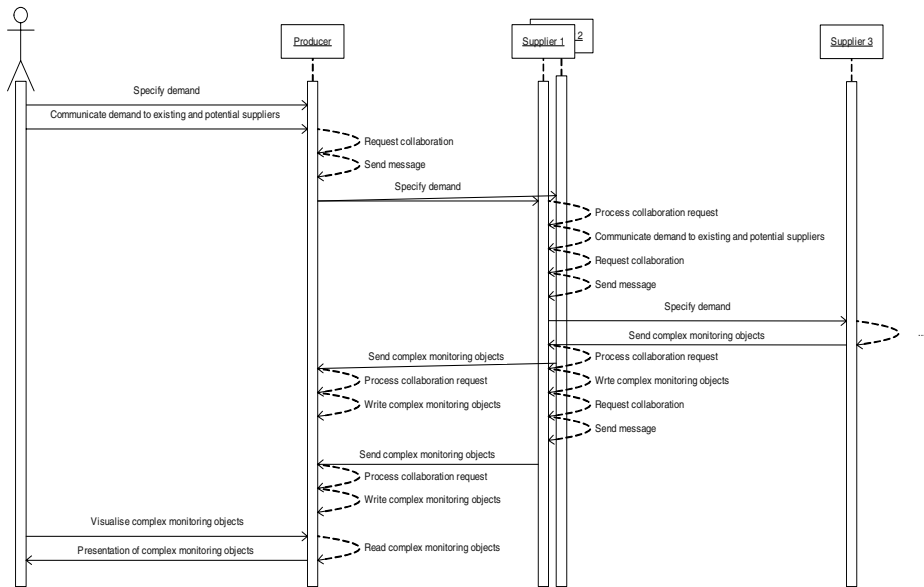 Producer
Supplier 1
2
Supplier 3
Specify demand
Communicate demand to existing and potential suppliers
Request collaboration
Send message
Specify demand
Process collaboration request
Communicate demand to existing and potential suppliers
Request collaboration
Send message
Specify demand
...
Send complex monitoring objects
Send complex monitoring objects
Process collaboration request
Process collaboration request
Wrte complex monitoring objects
Write complex monitoring objects
Request collaboration
Send message
Send complex monitoring objects
Process collaboration request
Write complex monitoring objects
Visualise complex monitoring objects
Read complex monitoring objects
Presentation of complex monitoring objects